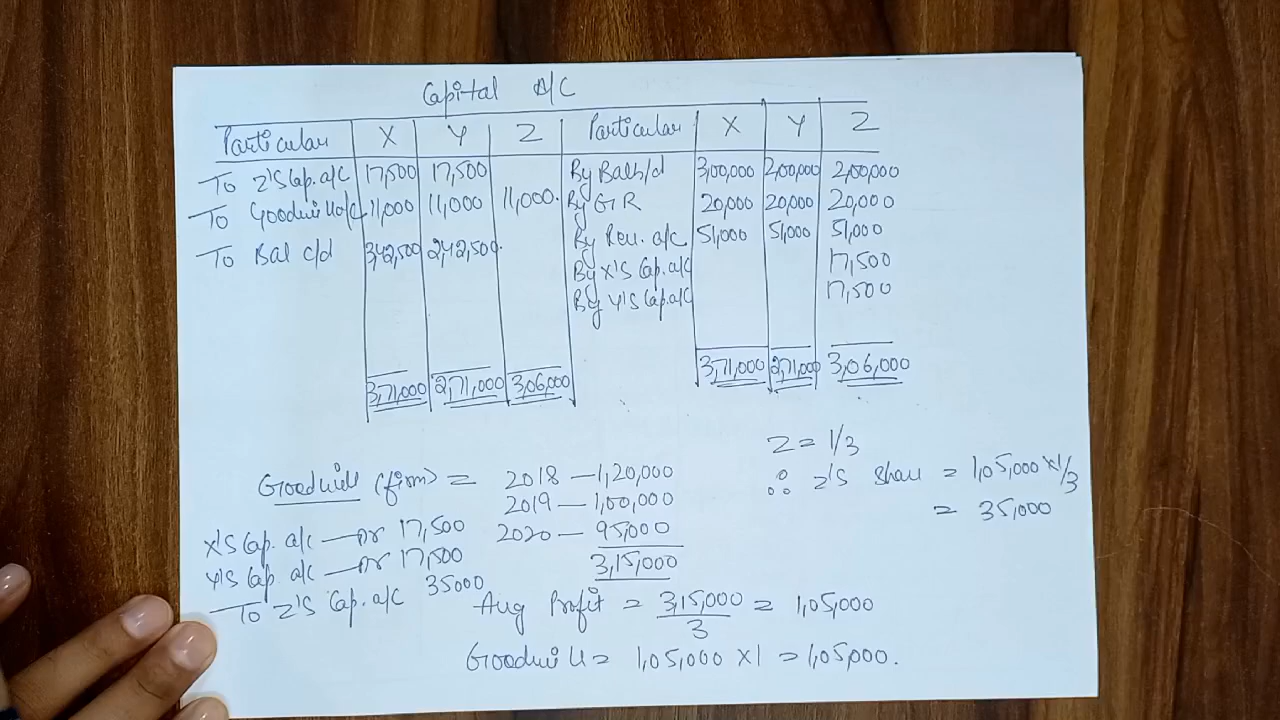 Capital A/C
Particular X Y Z Particular X Y Z
To Z'S Cap. a/c 17,500 17,500 By Bal b/d 3,00,000 2,00,000 2,00,000
To Goodwill a/c 11,000 11,000 11,000. By G R 20,000 20,000 20,000
To Bal c/d 3,42,500 2,42,500. By Rev. a/c 51,000 51,000 51,000
By X'S Cap. a/c 17,500
By Y'S Cap. a/c 17,500
3,71,000 2,71,000 3,06,000 3,71,000 2,71,000 3,06,000
Z = 1/3
∴ Z'S Share = 1,05,000 X 1/3
= 35,000
Goodwill (firm) = 2018 — 1,20,000
2019 — 1,00,000
2020 — 95,000
3,15,000
X'S Cap. a/c — Dr 17,500
Y'S Cap. a/c — Dr 17,500
To Z'S Cap. a/c 35000
Avg Profit = 3,15,000/3 = 1,05,000
Goodwill = 1,05,000 X 1 = 1,05,000.